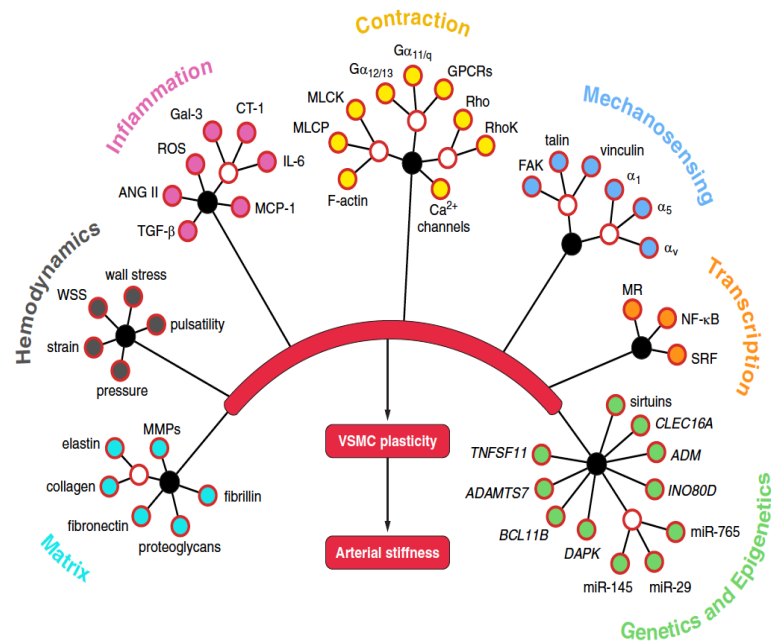 Contraction
Gα11/q
Gα12/13
GPCRs
MLCK
Rho
MLCP
RhoK
F-actin
Ca2+
channels
Inflammation
CT-1
Gal-3
ROS
IL-6
ANG II
MCP-1
TGF-β
Mechanosensing
talin
vinculin
FAK
α1
α5
αv
Hemodynamics
wall stress
WSS
pulsatility
strain
pressure
Transcription
MR
NF-κB
SRF
Matrix
MMPs
elastin
collagen
fibrillin
fibronectin
proteoglycans
VSMC plasticity
Arterial stiffness
sirtuins
CLEC16A
TNFSF11
ADM
ADAMTS7
INO80D
BCL11B
miR-765
DAPK
miR-145
miR-29
Genetics and Epigenetics